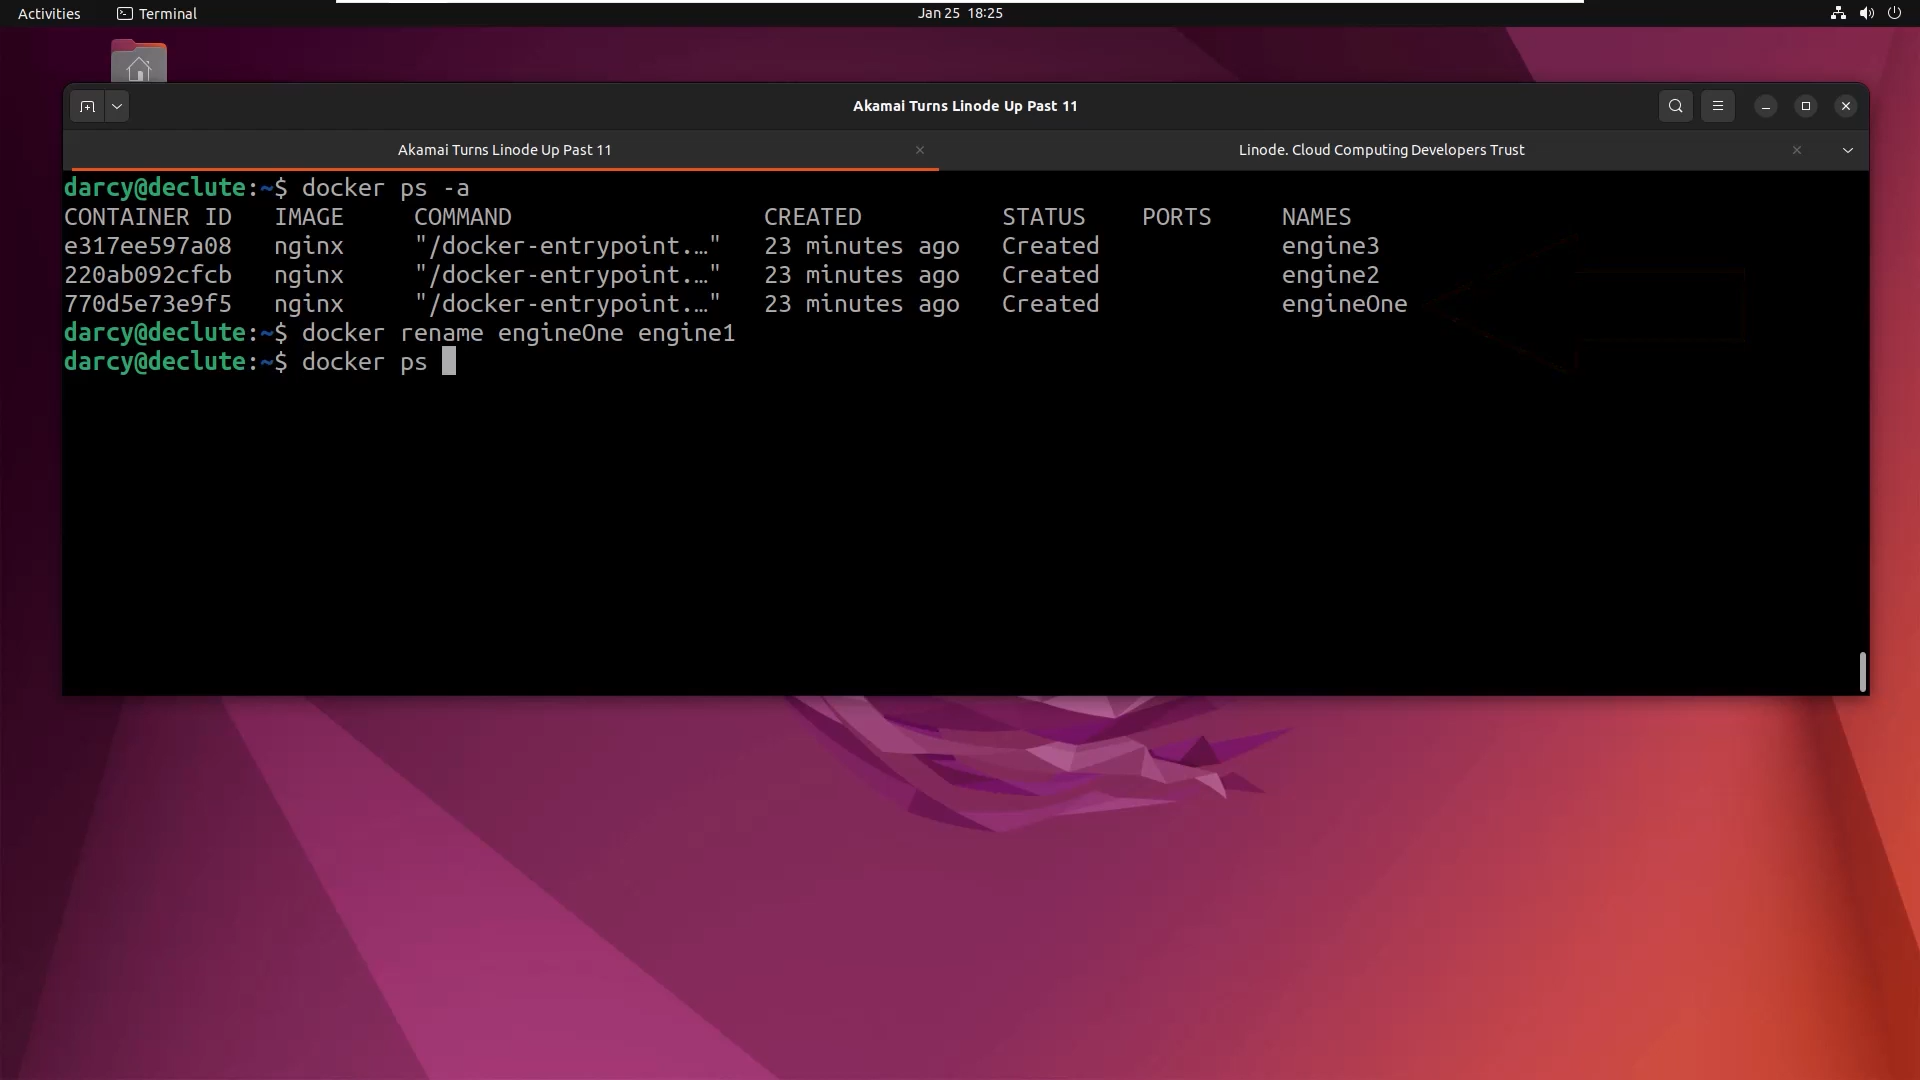 Activities Terminal Jan 25 18:25
Akamai Turns Linode Up Past 11
Akamai Turns Linode Up Past 11 Linode. Cloud Computing Developers Trust
darcy@declute:~$ docker ps -a
CONTAINER ID IMAGE COMMAND CREATED STATUS PORTS NAMES
e317ee597a08 nginx "/docker-entrypoint.…" 23 minutes ago Created engine3
220ab092cfcb nginx "/docker-entrypoint.…" 23 minutes ago Created engine2
770d5e73e9f5 nginx "/docker-entrypoint.…" 23 minutes ago Created engineOne
darcy@declute:~$ docker rename engineOne engine1
darcy@declute:~$ docker ps